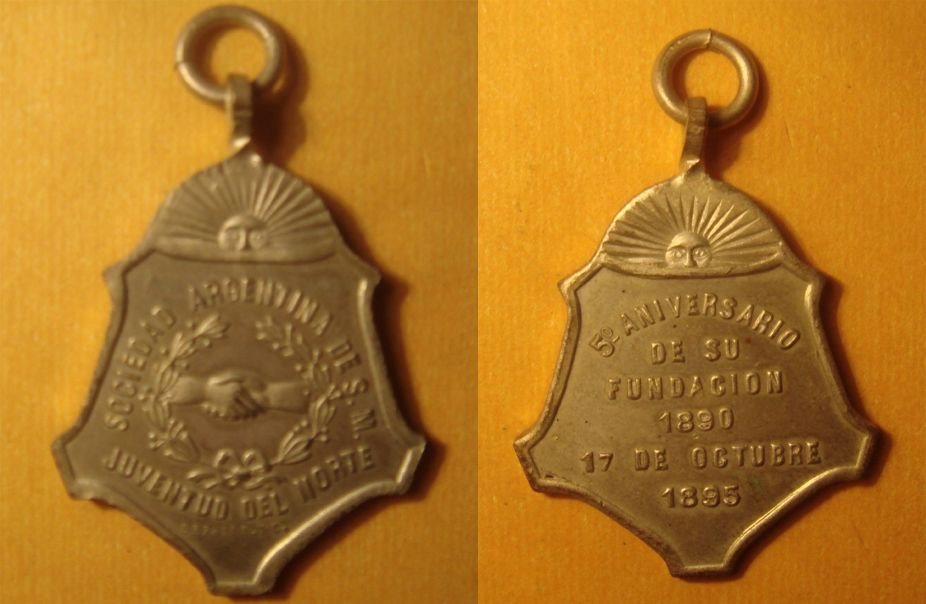 SOCIEDAD ARGENTINA DE S. M.
JUVENTUD DEL NORTE
5º ANIVERSARIO
DE SU
FUNDACION
1890
17 DE OCTUBRE
1895